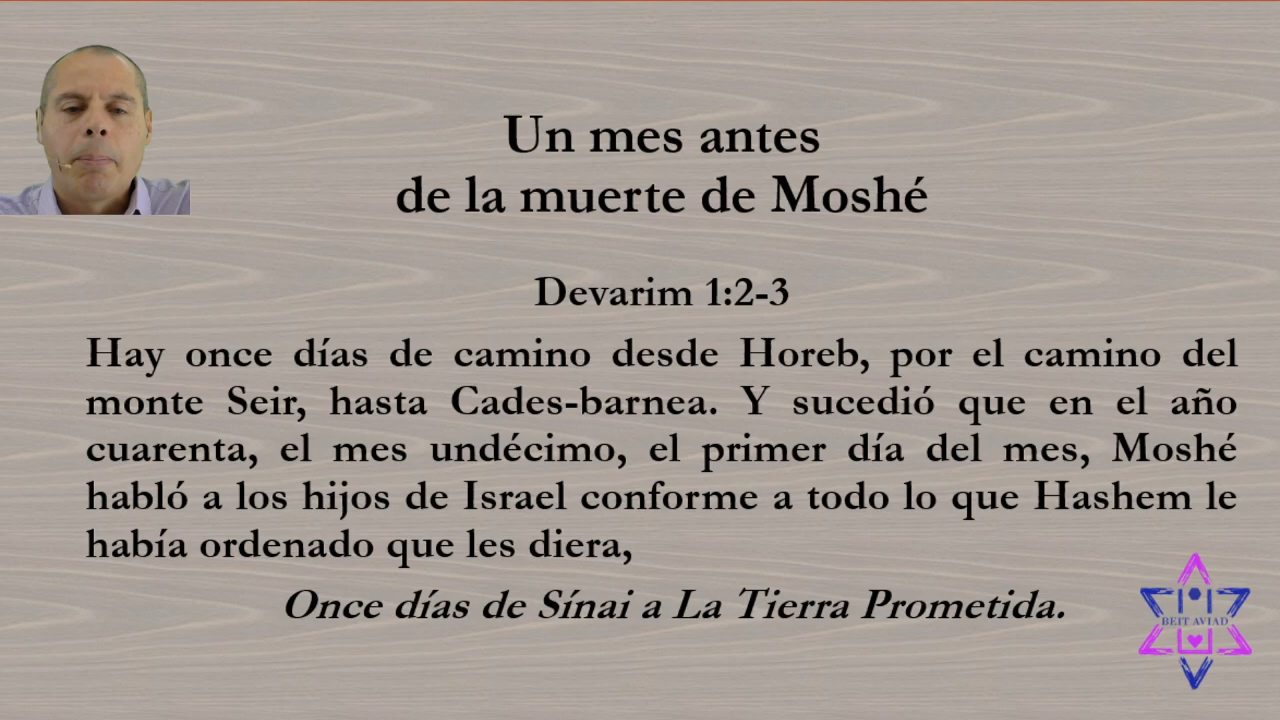 Un mes antes
de la muerte de Moshé
Devarim 1:2-3
Hay once días de camino desde Horeb, por el camino del
monte Seir, hasta Cades-barnea. Y sucedió que en el año
cuarenta, el mes undécimo, el primer día del mes, Moshé
habló a los hijos de Israel conforme a todo lo que Hashem le
había ordenado que les diera,
Once días de Sínai a La Tierra Prometida.
BEIT AVIAD